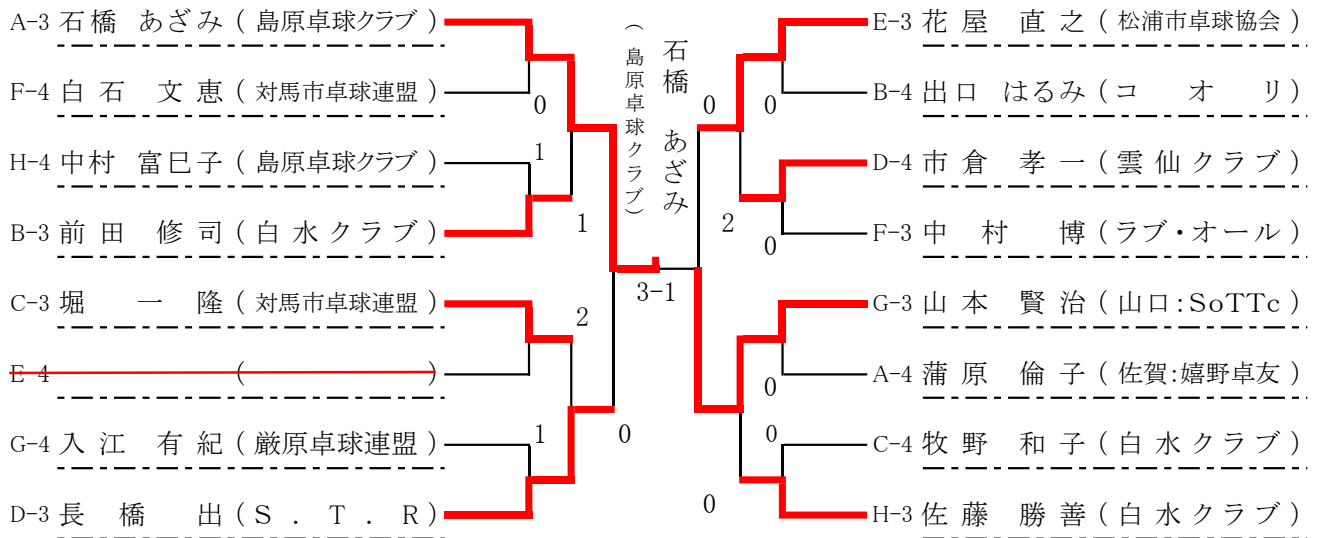 A-3 石橋 あざみ ( 島原卓球クラブ )
F-4 白石 文恵 ( 対馬市卓球連盟 )
0
H-4 中村 富巳子 ( 島原卓球クラブ )
1
B-3 前田 修司 ( 白水クラブ )
1
C-3 堀 一隆 ( 対馬市卓球連盟 )
2
E-4 ( )
G-4 入江 有紀 ( 厳原卓球連盟 )
1
0
D-3 長橋 出 ( S . T . R )
石橋 あざみ
( 島原卓球クラブ )
3-1
E-3 花屋 直之 ( 松浦市卓球協会 )
0
0
B-4 出口 はるみ ( コオリ )
D-4 市倉 孝一 ( 雲仙クラブ )
2
0
F-3 中村 博 ( ラブ・オール )
G-3 山本 賢治 ( 山口:SoTTc )
0
A-4 蒲原 倫子 ( 佐賀:嬉野卓友 )
0
C-4 牧野 和子 ( 白水クラブ )
0
H-3 佐藤 勝善 ( 白水クラブ )